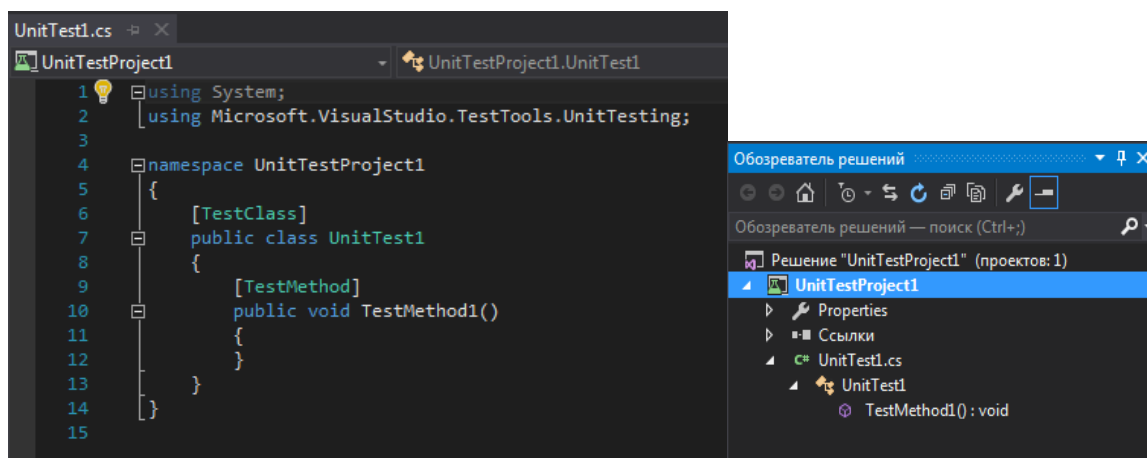 UnitTest1.cs
UnitTestProject1
UnitTestProject1.UnitTest1
1 using System;
2 using Microsoft.VisualStudio.TestTools.UnitTesting;
3
4 namespace UnitTestProject1
5 {
6 [TestClass]
7 public class UnitTest1
8 {
9 [TestMethod]
10 public void TestMethod1()
11 {
12 }
13 }
14 }
15
Обозреватель решений
Обозреватель решений — поиск (Ctrl+;)
Решение "UnitTestProject1" (проектов: 1)
UnitTestProject1
Properties
Ссылки
C# UnitTest1.cs
UnitTest1
TestMethod1() : void